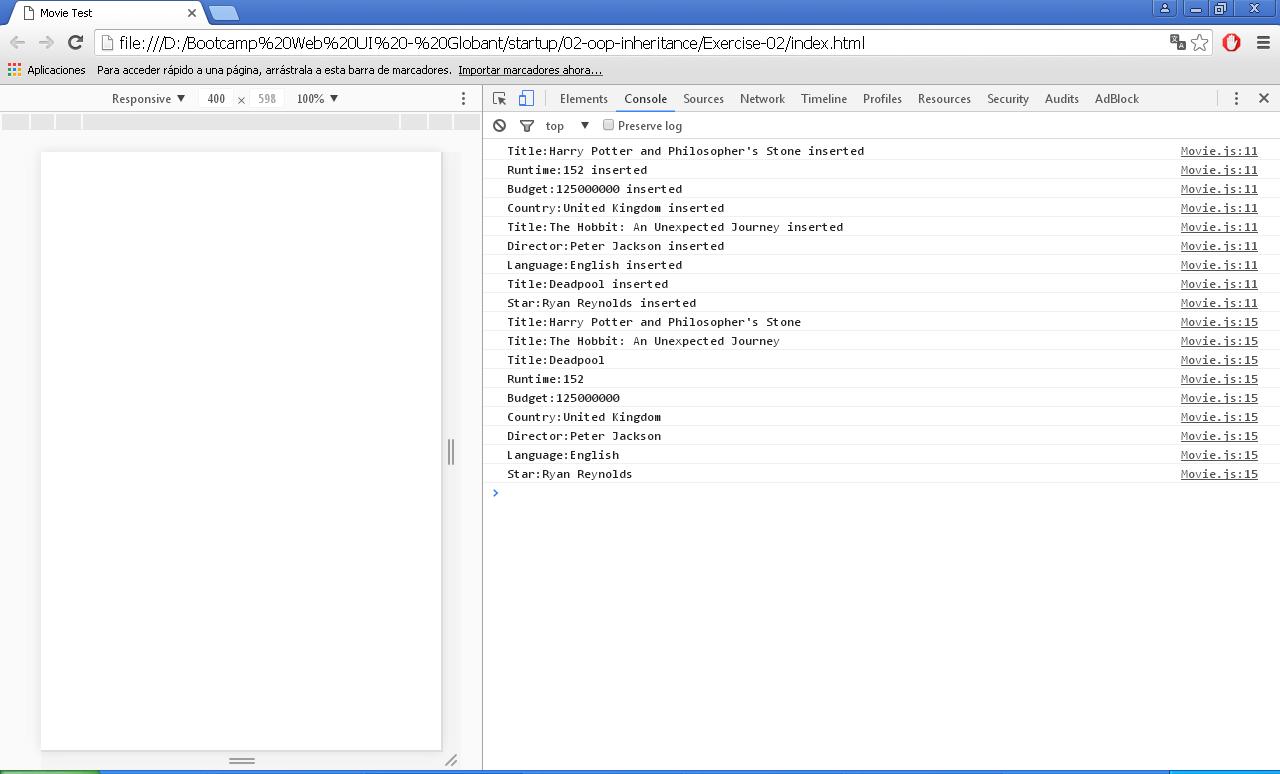 Movie Test
file:///D:/Bootcamp%20Web%20UI%20-%20Globant/startup/02-oop-inheritance/Exercise-02/index.html
Aplicaciones Para acceder rápido a una página, arrástrala a esta barra de marcadores. Importar marcadores ahora...
Responsive ▼ 400 × 598 100% ▼
Elements Console Sources Network Timeline Profiles Resources Security Audits AdBlock
top ▼ Preserve log
Title:Harry Potter and Philosopher's Stone inserted Movie.js:11
Runtime:152 inserted Movie.js:11
Budget:125000000 inserted Movie.js:11
Country:United Kingdom inserted Movie.js:11
Title:The Hobbit: An Unexpected Journey inserted Movie.js:11
Director:Peter Jackson inserted Movie.js:11
Language:English inserted Movie.js:11
Title:Deadpool inserted Movie.js:11
Star:Ryan Reynolds inserted Movie.js:11
Title:Harry Potter and Philosopher's Stone Movie.js:15
Title:The Hobbit: An Unexpected Journey Movie.js:15
Title:Deadpool Movie.js:15
Runtime:152 Movie.js:15
Budget:125000000 Movie.js:15
Country:United Kingdom Movie.js:15
Director:Peter Jackson Movie.js:15
Language:English Movie.js:15
Star:Ryan Reynolds Movie.js:15